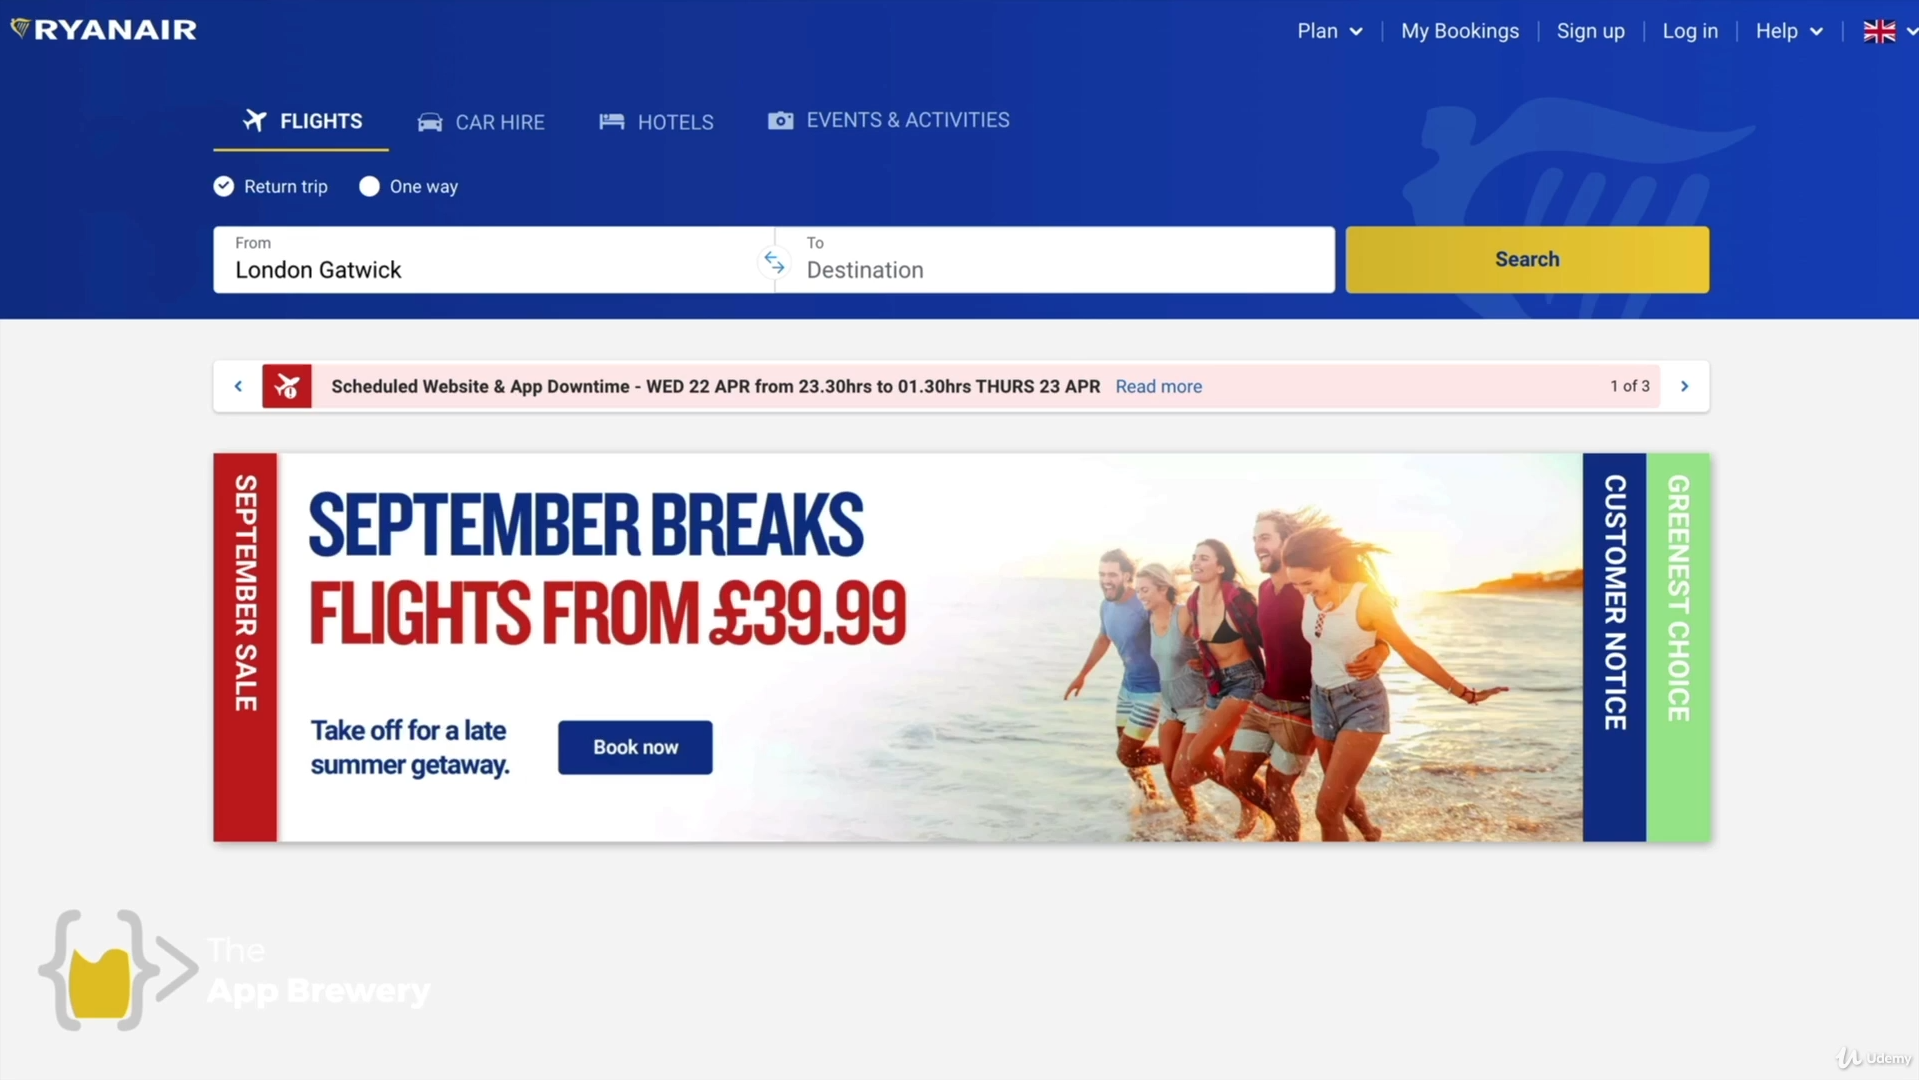 RYANAIR
Plan
My Bookings
Sign up
Log in
Help
FLIGHTS
CAR HIRE
HOTELS
EVENTS & ACTIVITIES
Return trip
One way
From
London Gatwick
To
Destination
Search
Scheduled Website & App Downtime - WED 22 APR from 23.30hrs to 01.30hrs THURS 23 APR Read more
1 of 3
SEPTEMBER SALE
SEPTEMBER BREAKS
FLIGHTS FROM £39.99
Take off for a late
summer getaway.
Book now
CUSTOMER NOTICE
GREENEST CHOICE
The
App Brewery
Udemy